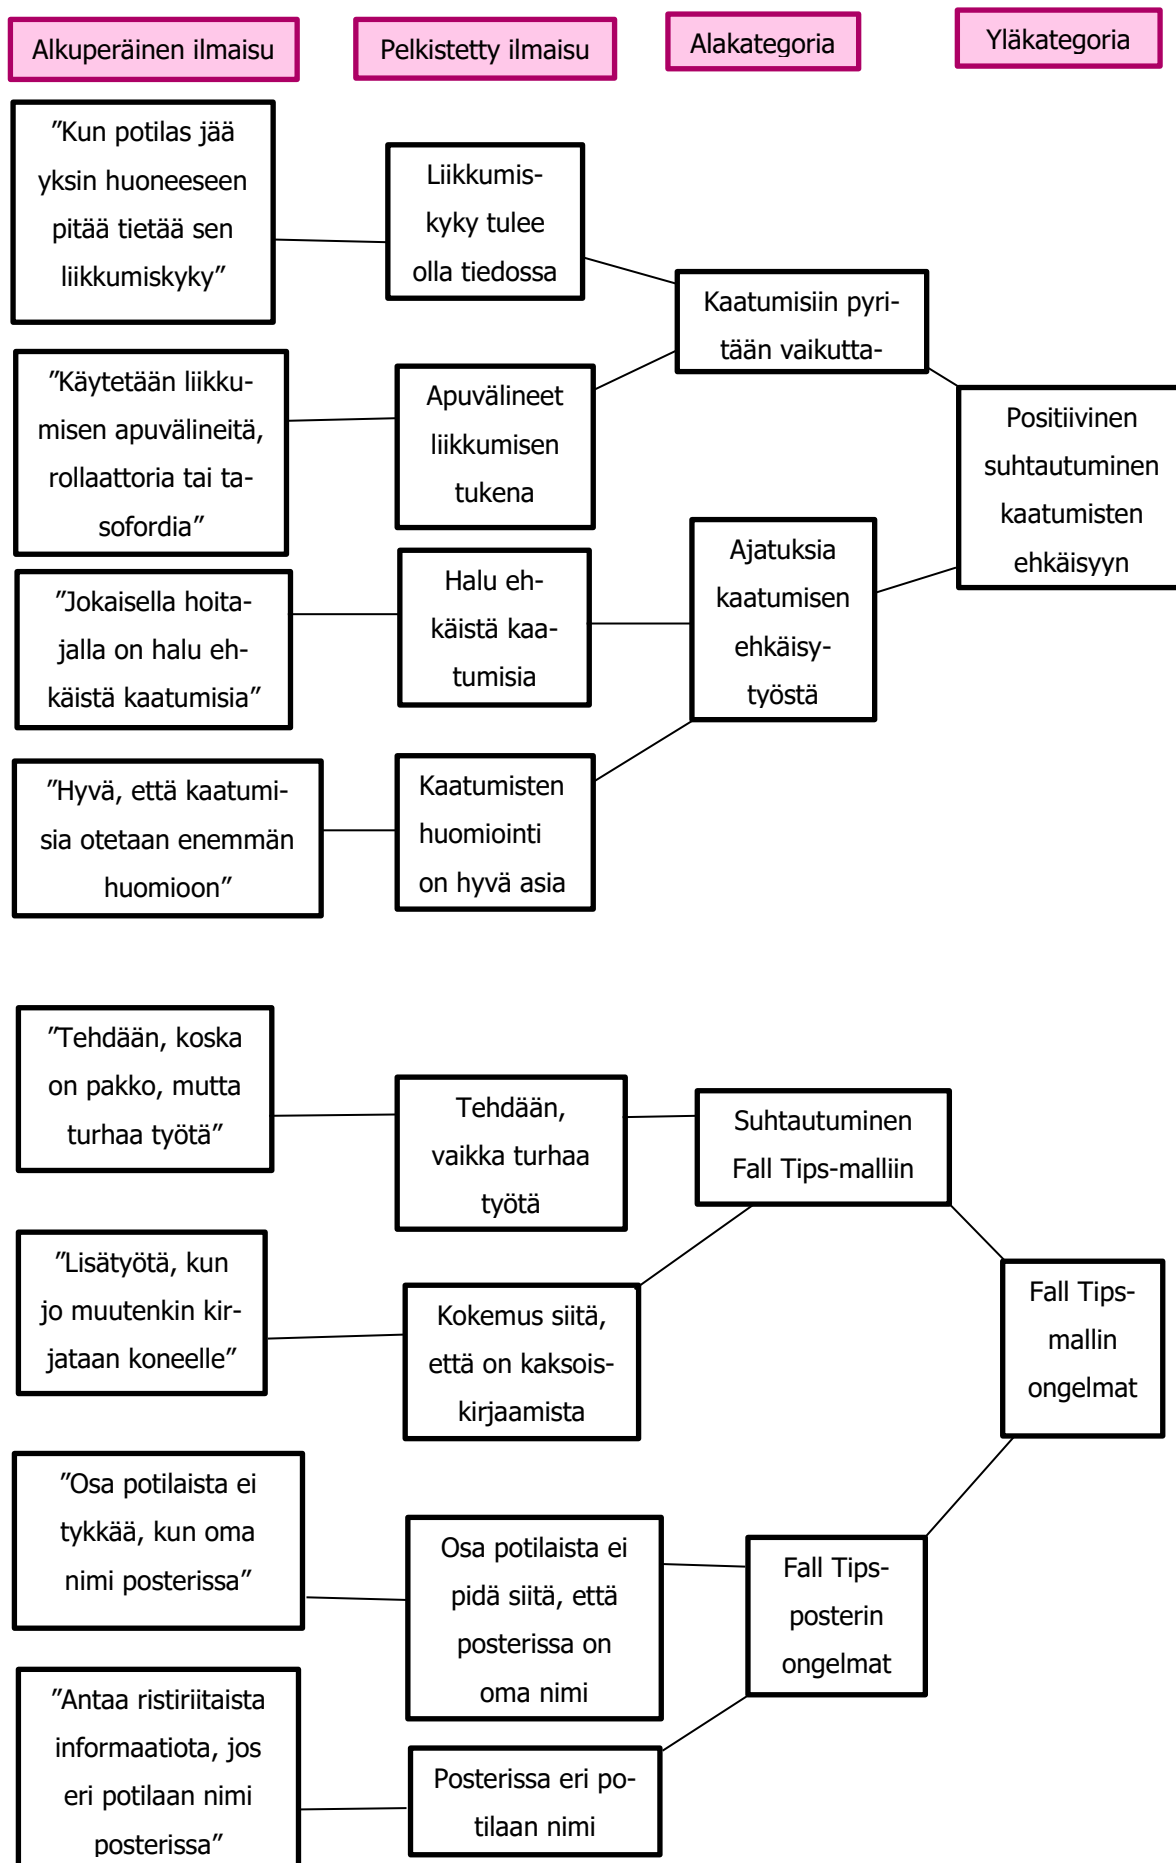 Alkuperäinen ilmaisu
Pelkistetty ilmaisu
Alakategoria
Yläkategoria
”Kun potilas jää
yksin huoneeseen
pitää tietää sen
liikkumiskyky”
Liikkumis-
kyky tulee
olla tiedossa
Kaatumisiin pyri-
tään vaikutta-
”Käytetään liikku-
misen apuvälineitä,
rollaattoria tai ta-
sofordia”
Apuvälineet
liikkumisen
tukena
Positiivinen
suhtautuminen
kaatumisten
ehkäisyyn
”Jokaisella hoita-
jalla on halu eh-
käistä kaatumisia”
Halu eh-
käistä kaa-
tumisia
Ajatuksia
kaatumisen
ehkäisy-
työstä
”Hyvä, että kaatumi-
sia otetaan enemmän
huomioon”
Kaatumisten
huomiointi
on hyvä asia
”Tehdään, koska
on pakko, mutta
turhaa työtä”
Tehdään,
vaikka turhaa
työtä
Suhtautuminen
Fall Tips-malliin
”Lisätyötä, kun
jo muutenkin kir-
jataan koneelle”
Kokemus siitä,
että on kaksois-
kirjaamista
Fall Tips-
mallin
ongelmat
”Osa potilaista ei
tykkää, kun oma
nimi posterissa”
Osa potilaista ei
pidä siitä, että
posterissa on
oma nimi
Fall Tips-
posterin
ongelmat
”Antaa ristiriitaista
informaatiota, jos
eri potilaan nimi
posterissa”
Posterissa eri po-
tilaan nimi